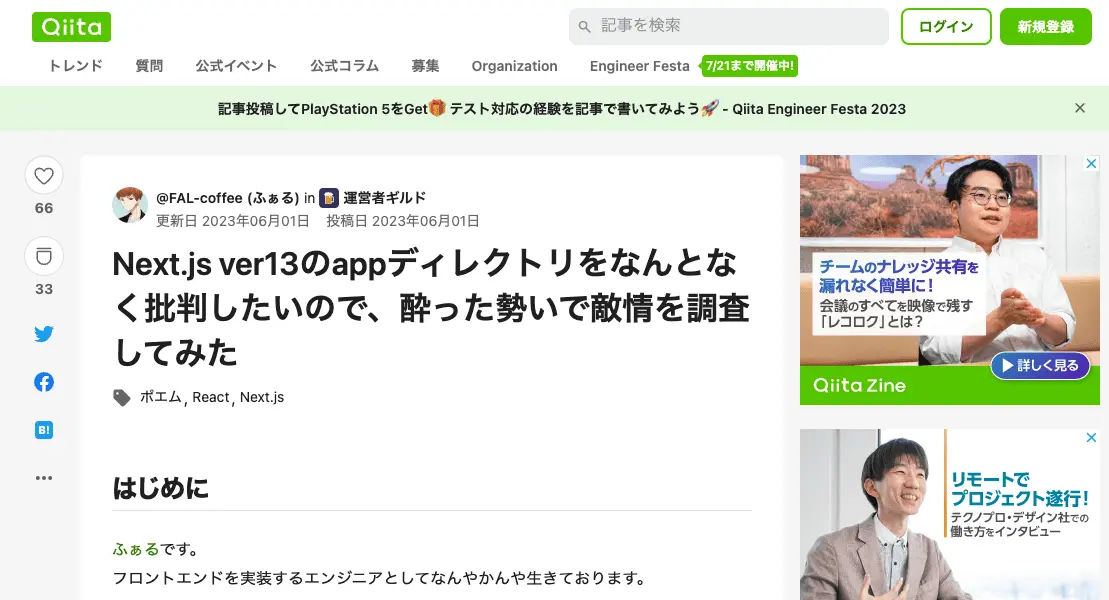 Qiita
記事を検索
ログイン
新規登録
トレンド 質問 公式イベント 公式コラム 募集 Organization Engineer Festa 7/21まで開催中!
記事投稿してPlayStation 5をGet🎁 テスト対応の経験を記事で書いてみよう🚀 - Qiita Engineer Festa 2023
66
33
B!
@FAL-coffee (ふぁる) in 運営者ギルド
更新日 2023年06月01日 投稿日 2023年06月01日
Next.js ver13のappディレクトリをなんとな
く批判したいので、酔った勢いで敵情を調査
してみた
ポエム, React, Next.js
はじめに
ふぁるです。
フロントエンドを実装するエンジニアとしてなんやかんや生きております。
チームのナレッジ共有を
漏れなく簡単に!
会議のすべてを映像で残す
「レコログ」とは?
詳しく見る
Qiita Zine
リモートで
プロジェクト遂行!
テクノプロ・デザイン社での
働き方をインタビュー